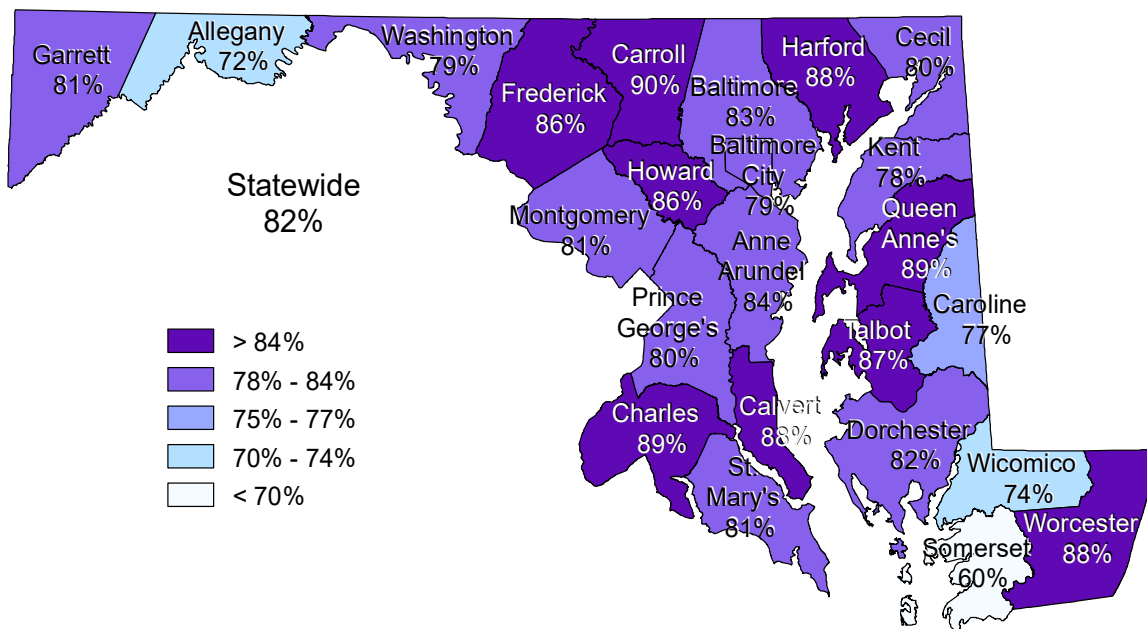 Garrett
81%
Allegany
72%
Washington
79%
Frederick
86%
Carroll
90%
Baltimore
83%
Harford
88%
Cecil
80%
Baltimore
City
79%
Kent
78%
Howard
86%
Queen
Anne's
89%
Statewide
82%
Montgomery
81%
Anne
Arundel
84%
Prince
George's
80%
Caroline
77%
Talbot
87%
> 84%
78% - 84%
75% - 77%
70% - 74%
< 70%
Charles
89%
Calvert
88%
Dorchester
82%
St.
Mary's
81%
Wicomico
74%
Worcester
88%
Somerset
60%